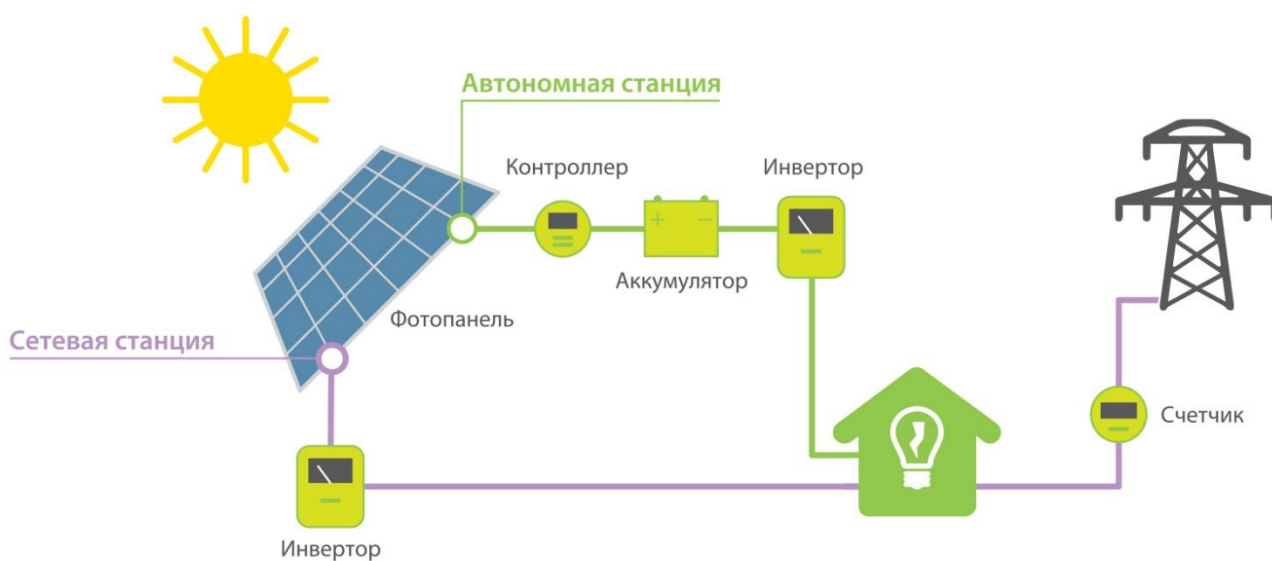 Автономная станция
Контроллер
Инвертор
Аккумулятор
Фотопанель
Сетевая станция
Счетчик
Инвертор